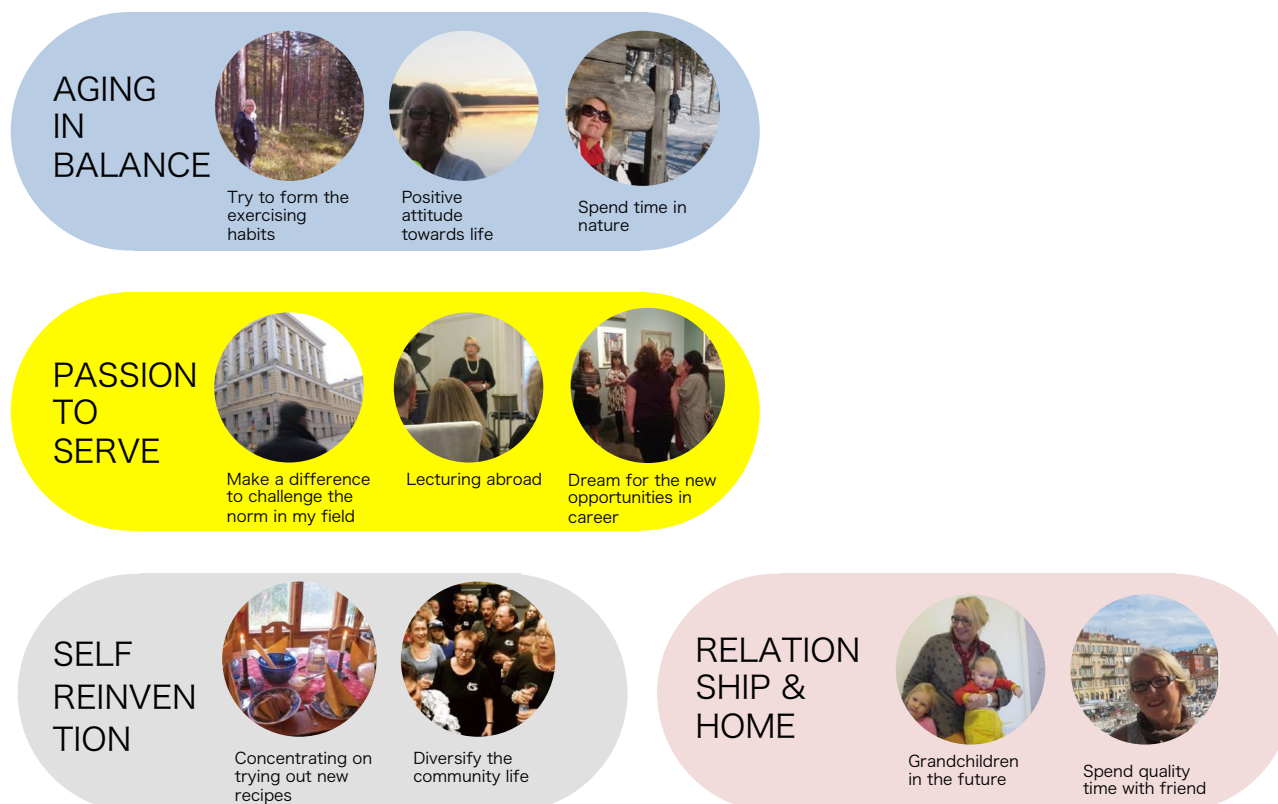 AGING
IN
BALANCE
Try to form the
exercising
habits
Positive
attitude
towards life
Spend time in
nature
PASSION
TO
SERVE
Make a difference
to challenge the
norm in my field
Lecturing abroad
Dream for the new
opportunities in
career
SELF
REINVEN
TION
Concentrating on
trying out new
recipes
Diversify the
community life
RELATION
SHIP &
HOME
Grandchildren
in the future
Spend quality
time with friend